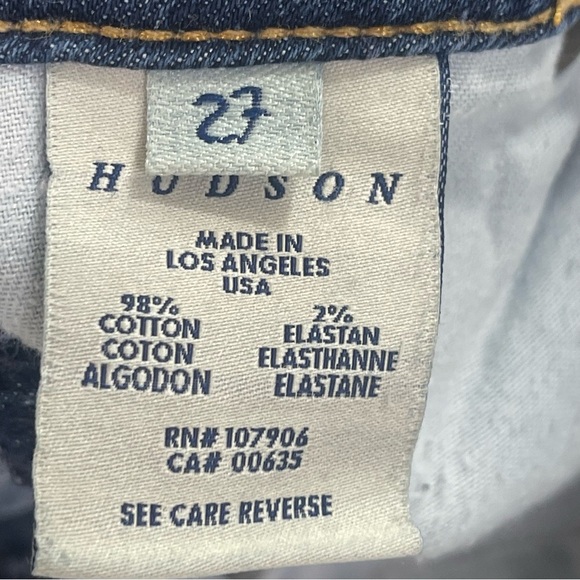 27
HUDSON
MADE IN
LOS ANGELES
USA
98%
COTTON
COTON
ALGODON
2%
ELASTAN
ELASTHANNE
ELASTANE
RN# 107906
CA# 00635
SEE CARE REVERSE